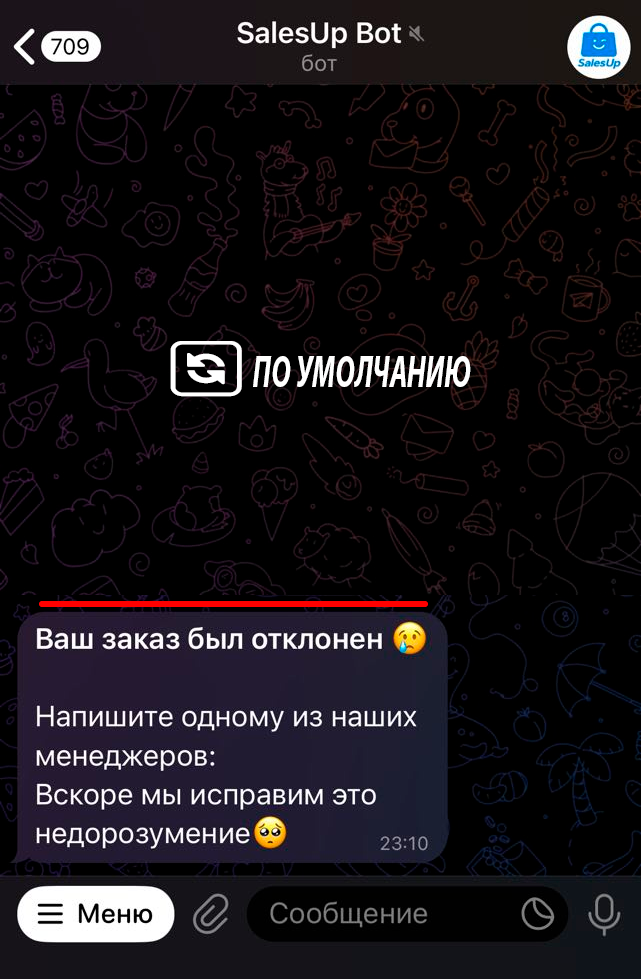 709
SalesUp Bot
бот
SalesUp
ПО УМОЛЧАНИЮ
Ваш заказ был отклонен 😢
Напишите одному из наших
менеджеров:
Вскоре мы исправим это
недорозумение🥺
23:10
Меню
Сообщение